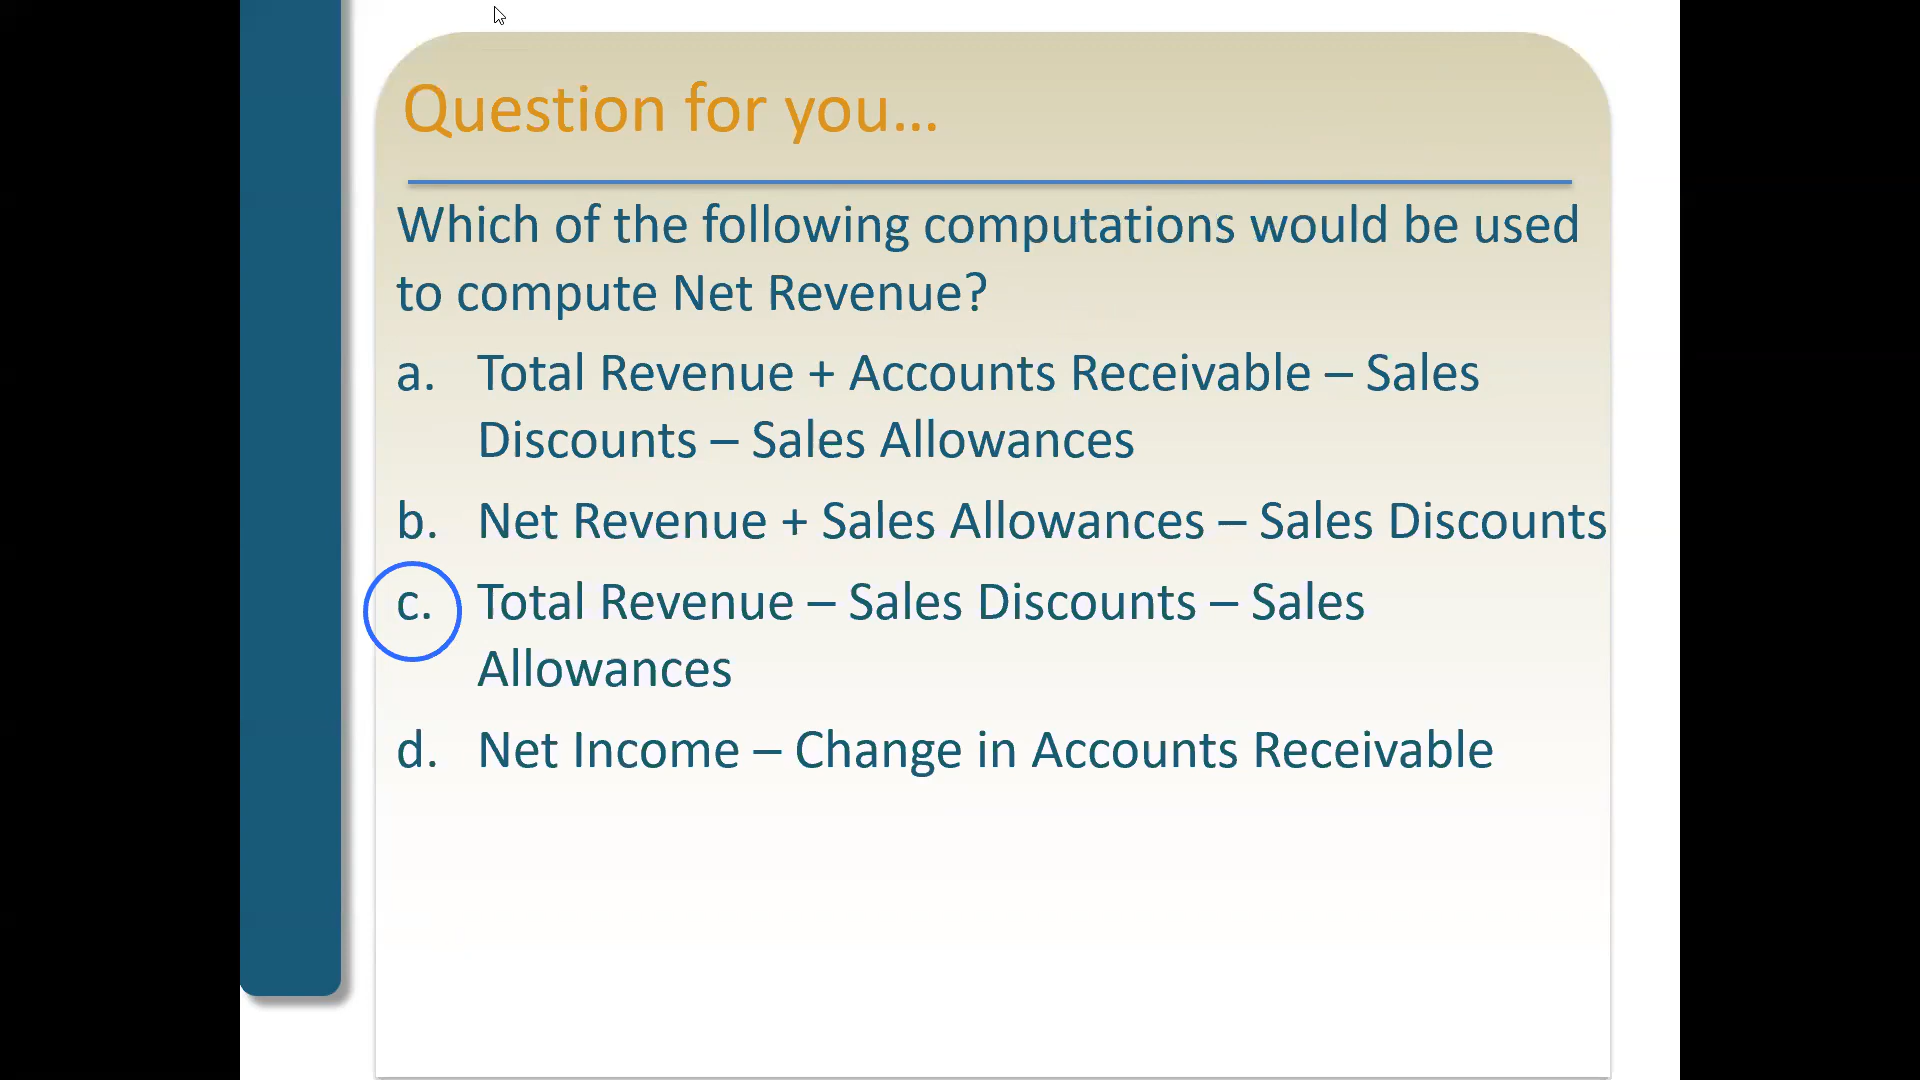 Question for you...
Which of the following computations would be used
to compute Net Revenue?
a. Total Revenue + Accounts Receivable – Sales
Discounts – Sales Allowances
b. Net Revenue + Sales Allowances – Sales Discounts
c. Total Revenue – Sales Discounts – Sales
Allowances
d. Net Income – Change in Accounts Receivable